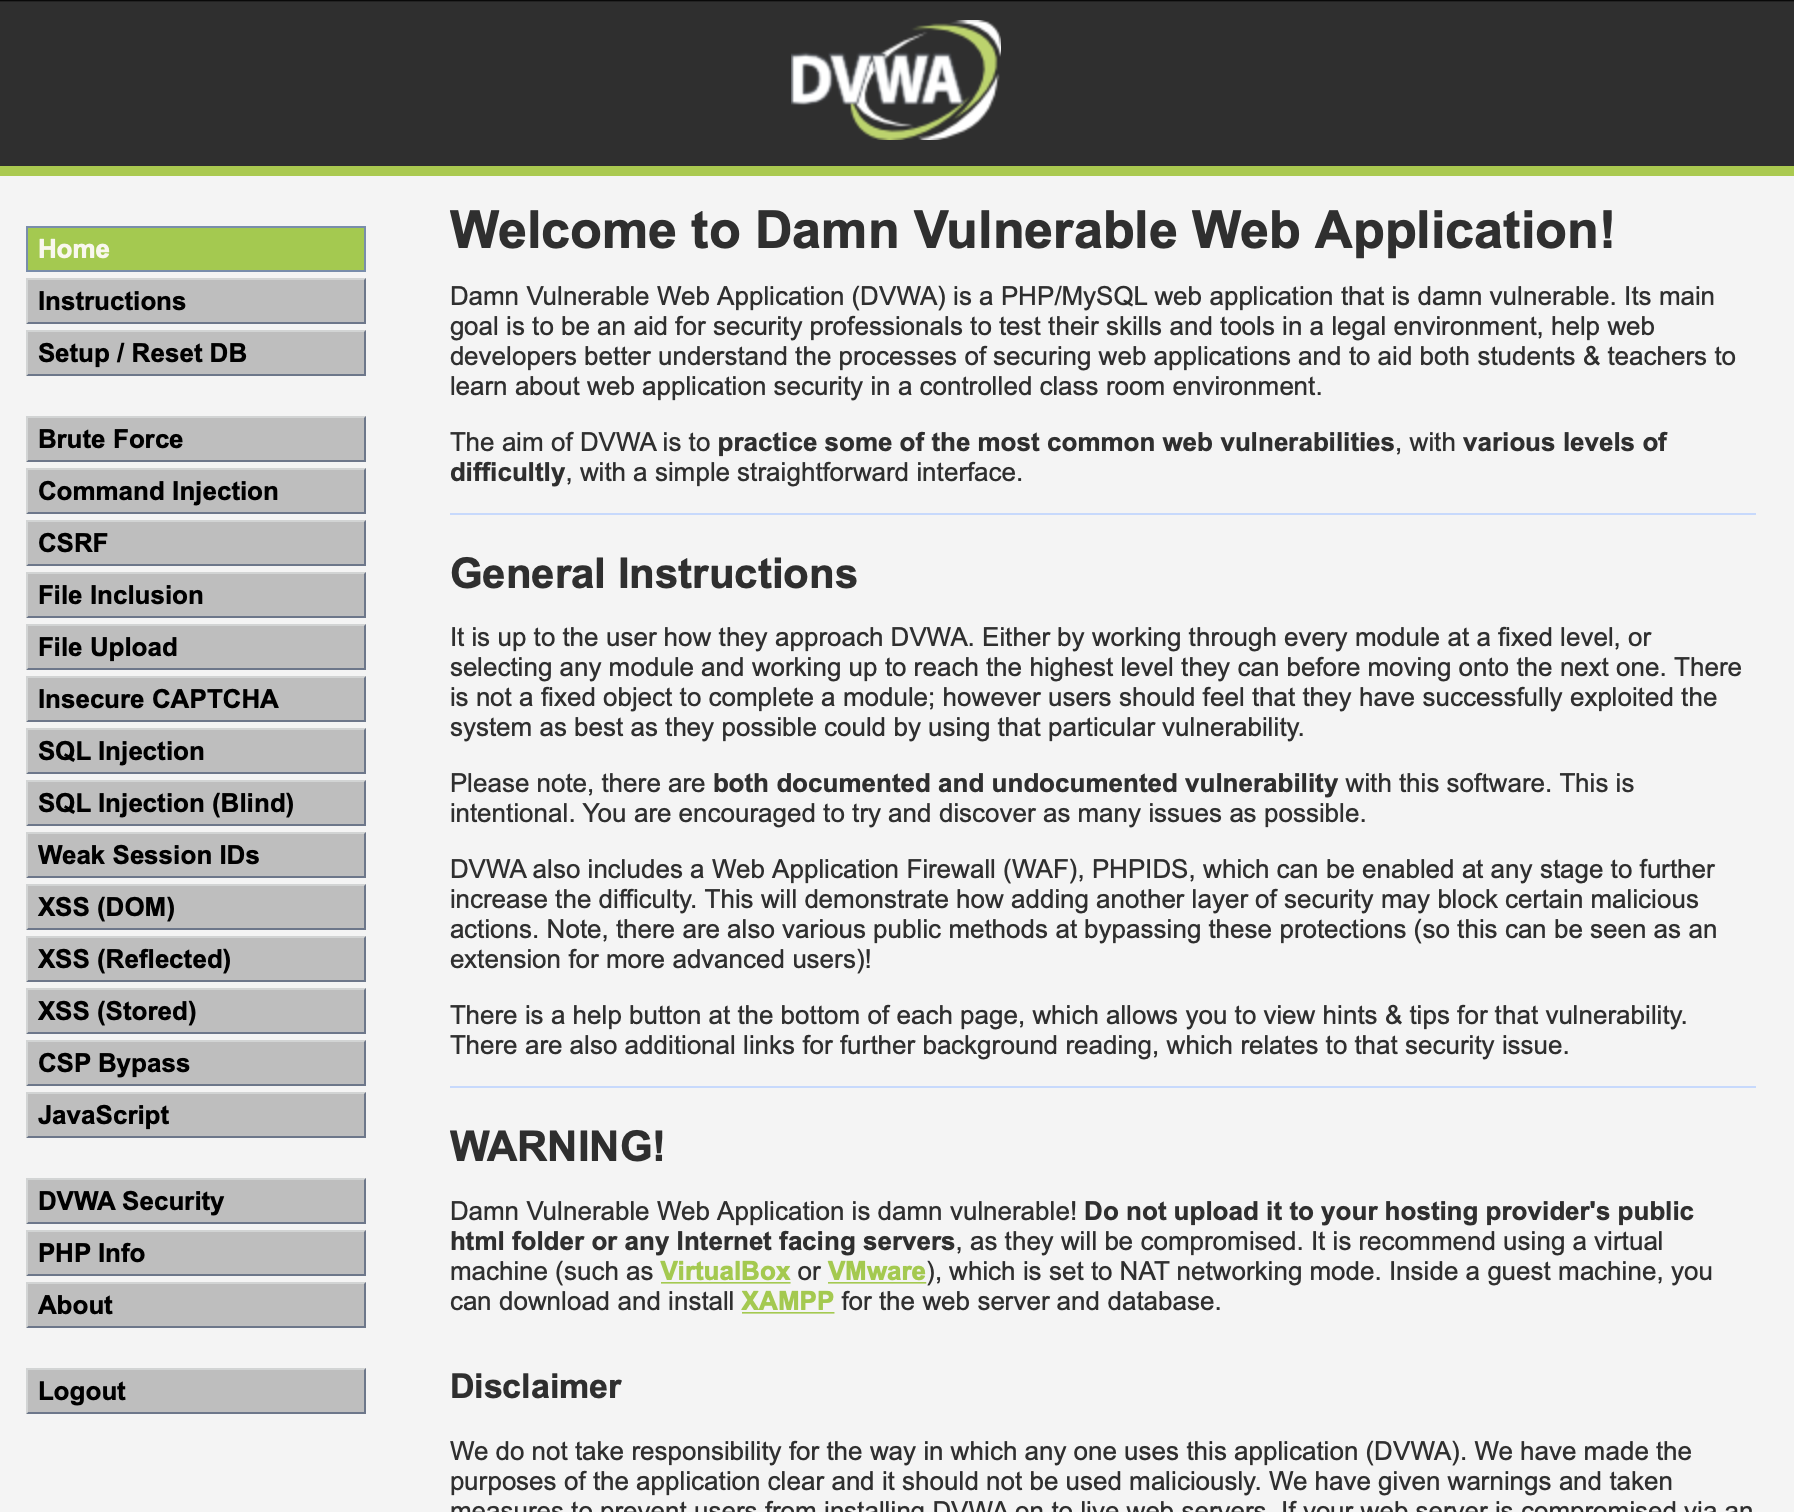 DVWA
Home
Instructions
Setup / Reset DB
Brute Force
Command Injection
CSRF
File Inclusion
File Upload
Insecure CAPTCHA
SQL Injection
SQL Injection (Blind)
Weak Session IDs
XSS (DOM)
XSS (Reflected)
XSS (Stored)
CSP Bypass
JavaScript
DVWA Security
PHP Info
About
Logout
Welcome to Damn Vulnerable Web Application!
Damn Vulnerable Web Application (DVWA) is a PHP/MySQL web application that is damn vulnerable. Its main
goal is to be an aid for security professionals to test their skills and tools in a legal environment, help web
developers better understand the processes of securing web applications and to aid both students & teachers to
learn about web application security in a controlled class room environment.
The aim of DVWA is to practice some of the most common web vulnerabilities, with various levels of
difficultly, with a simple straightforward interface.
General Instructions
It is up to the user how they approach DVWA. Either by working through every module at a fixed level, or
selecting any module and working up to reach the highest level they can before moving onto the next one. There
is not a fixed object to complete a module; however users should feel that they have successfully exploited the
system as best as they possible could by using that particular vulnerability.
Please note, there are both documented and undocumented vulnerability with this software. This is
intentional. You are encouraged to try and discover as many issues as possible.
DVWA also includes a Web Application Firewall (WAF), PHPIDS, which can be enabled at any stage to further
increase the difficulty. This will demonstrate how adding another layer of security may block certain malicious
actions. Note, there are also various public methods at bypassing these protections (so this can be seen as an
extension for more advanced users)!
There is a help button at the bottom of each page, which allows you to view hints & tips for that vulnerability.
There are also additional links for further background reading, which relates to that security issue.
WARNING!
Damn Vulnerable Web Application is damn vulnerable! Do not upload it to your hosting provider's public
html folder or any Internet facing servers, as they will be compromised. It is recommend using a virtual
machine (such as VirtualBox or VMware), which is set to NAT networking mode. Inside a guest machine, you
can download and install XAMPP for the web server and database.
Disclaimer
We do not take responsibility for the way in which any one uses this application (DVWA). We have made the
purposes of the application clear and it should not be used maliciously. We have given warnings and taken
measures to prevent users from installing DVWA on to live web servers. If your web server is compromised via an